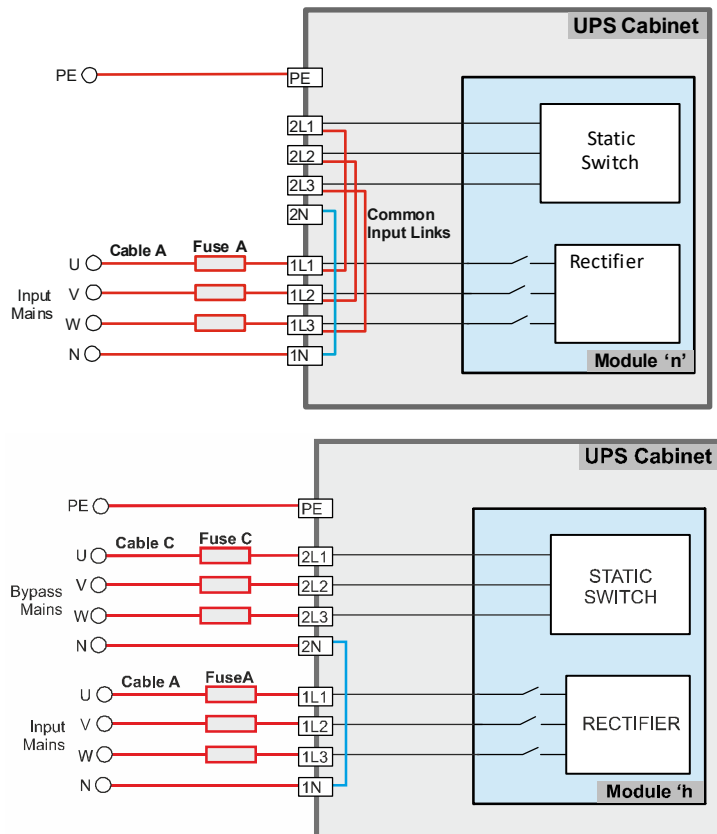 UPS Cabinet
PE
PE
2L1
2L2
2L3
2N
Static
Switch
Common
Input Links
Cable A
Fuse A
U
1L1
Rectifier
Input
Mains
V
1L2
W
1L3
N
1N
Module ‘n’
UPS Cabinet
PE
PE
Cable C
Fuse C
U
2L1
Bypass
Mains
V
2L2
W
2L3
N
2N
STATIC
SWITCH
Cable A
FuseA
U
1L1
Input
Mains
V
1L2
W
1L3
N
1N
RECTIFIER
Module ‘h